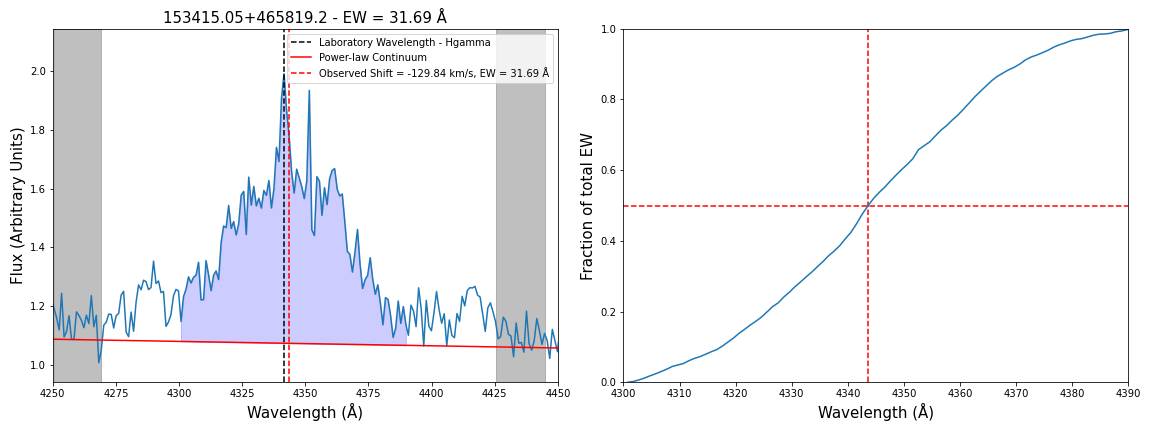 153415.05+465819.2 - EW = 31.69 Å
Laboratory Wavelength - Hgamma
Power-law Continuum
Observed Shift = -129.84 km/s, EW = 31.69 Å
Flux (Arbitrary Units)
2.0
1.8
1.6
1.4
1.2
1.0
4250 4275 4300 4325 4350 4375 4400 4425 4450
Wavelength (Å)
Fraction of total EW
1.0
0.8
0.6
0.4
0.2
0.0
4300 4310 4320 4330 4340 4350 4360 4370 4380 4390
Wavelength (Å)